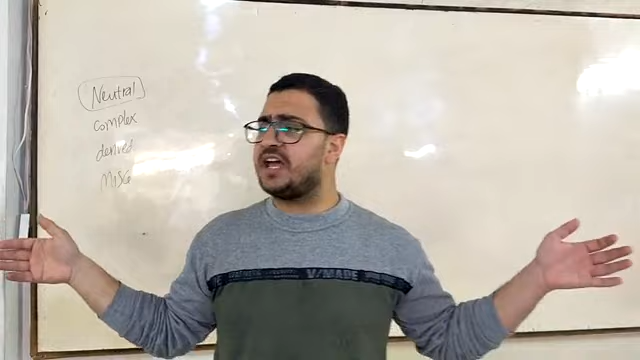 Neutral
complex
derived
MISC
V/MADE